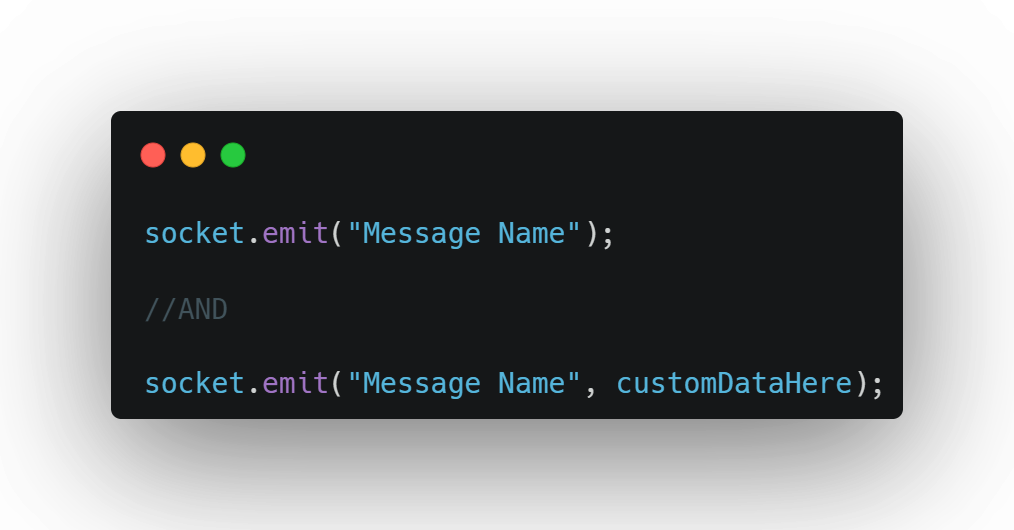 socket.emit("Message Name");
//AND
socket.emit("Message Name", customDataHere);